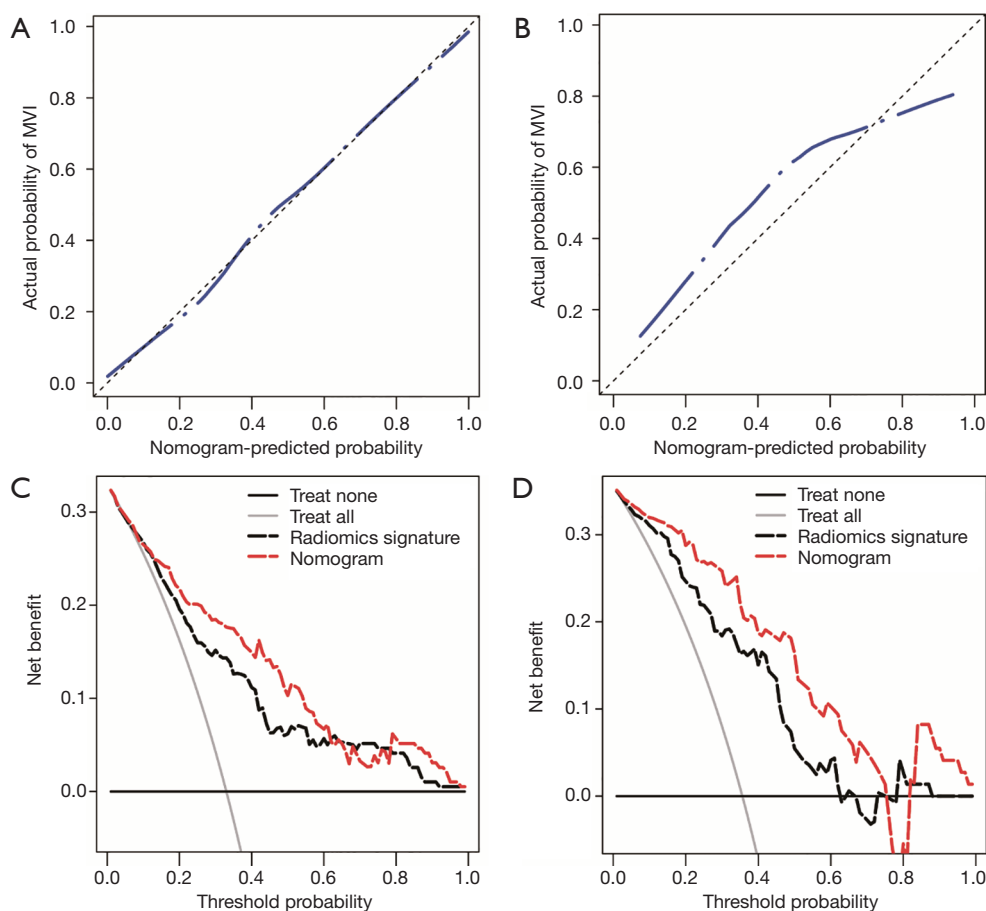 A
1.0
0.8
0.6
0.4
0.2
0.0
Actual probability of MVI
0.0 0.2 0.4 0.6 0.8 1.0
Nomogram-predicted probability
B
1.0
0.8
0.6
0.4
0.2
0.0
Actual probability of MVI
0.0 0.2 0.4 0.6 0.8 1.0
Nomogram-predicted probability
C
Treat none
Treat all
Radiomics signature
Nomogram
0.3
0.2
0.1
0.0
Net benefit
0.0 0.2 0.4 0.6 0.8 1.0
Threshold probability
D
Treat none
Treat all
Radiomics signature
Nomogram
0.3
0.2
0.1
0.0
Net benefit
0.0 0.2 0.4 0.6 0.8 1.0
Threshold probability